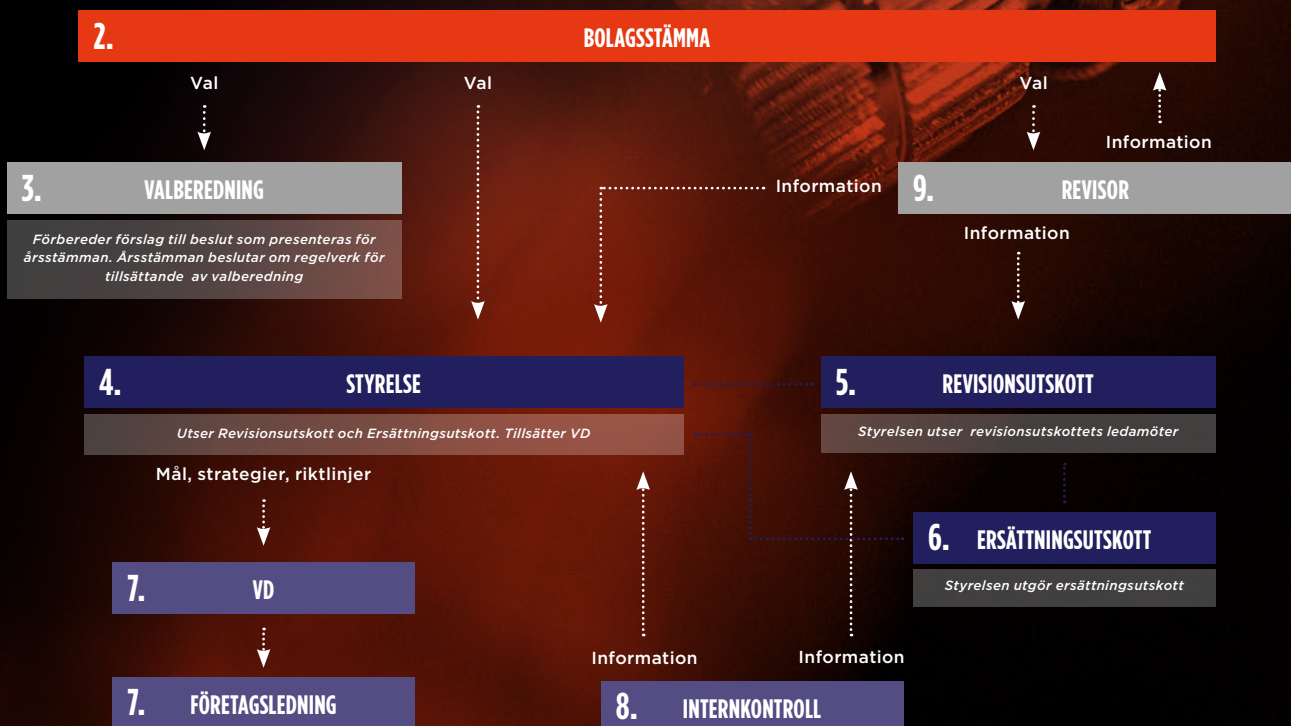 2. BOLAGSSTÄMMA
Val
Val
Val
Information
3. VALBEREDNING
Förbereder förslag till beslut som presenteras för
årsstämman. Årsstämman beslutar om regelverk för
tillsättande av valberedning
Information
9. REVISOR
Information
4. STYRELSE
Utser Revisionsutskott och Ersättningsutskott. Tillsätter VD
5. REVISIONSUTSKOTT
Styrelsen utser revisionsutskottets ledamöter
Mål, strategier, riktlinjer
6. ERSÄTTNINGSUTSKOTT
Styrelsen utgör ersättningsutskott
7. VD
Information
Information
7. FÖRETAGSLEDNING
8. INTERNKONTROLL